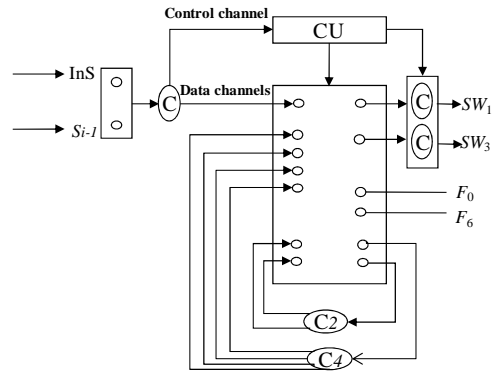 Control channel
CU
InS
C
Data channels
C
SW1
Si-1
C
SW3
F0
F6
C2
C4